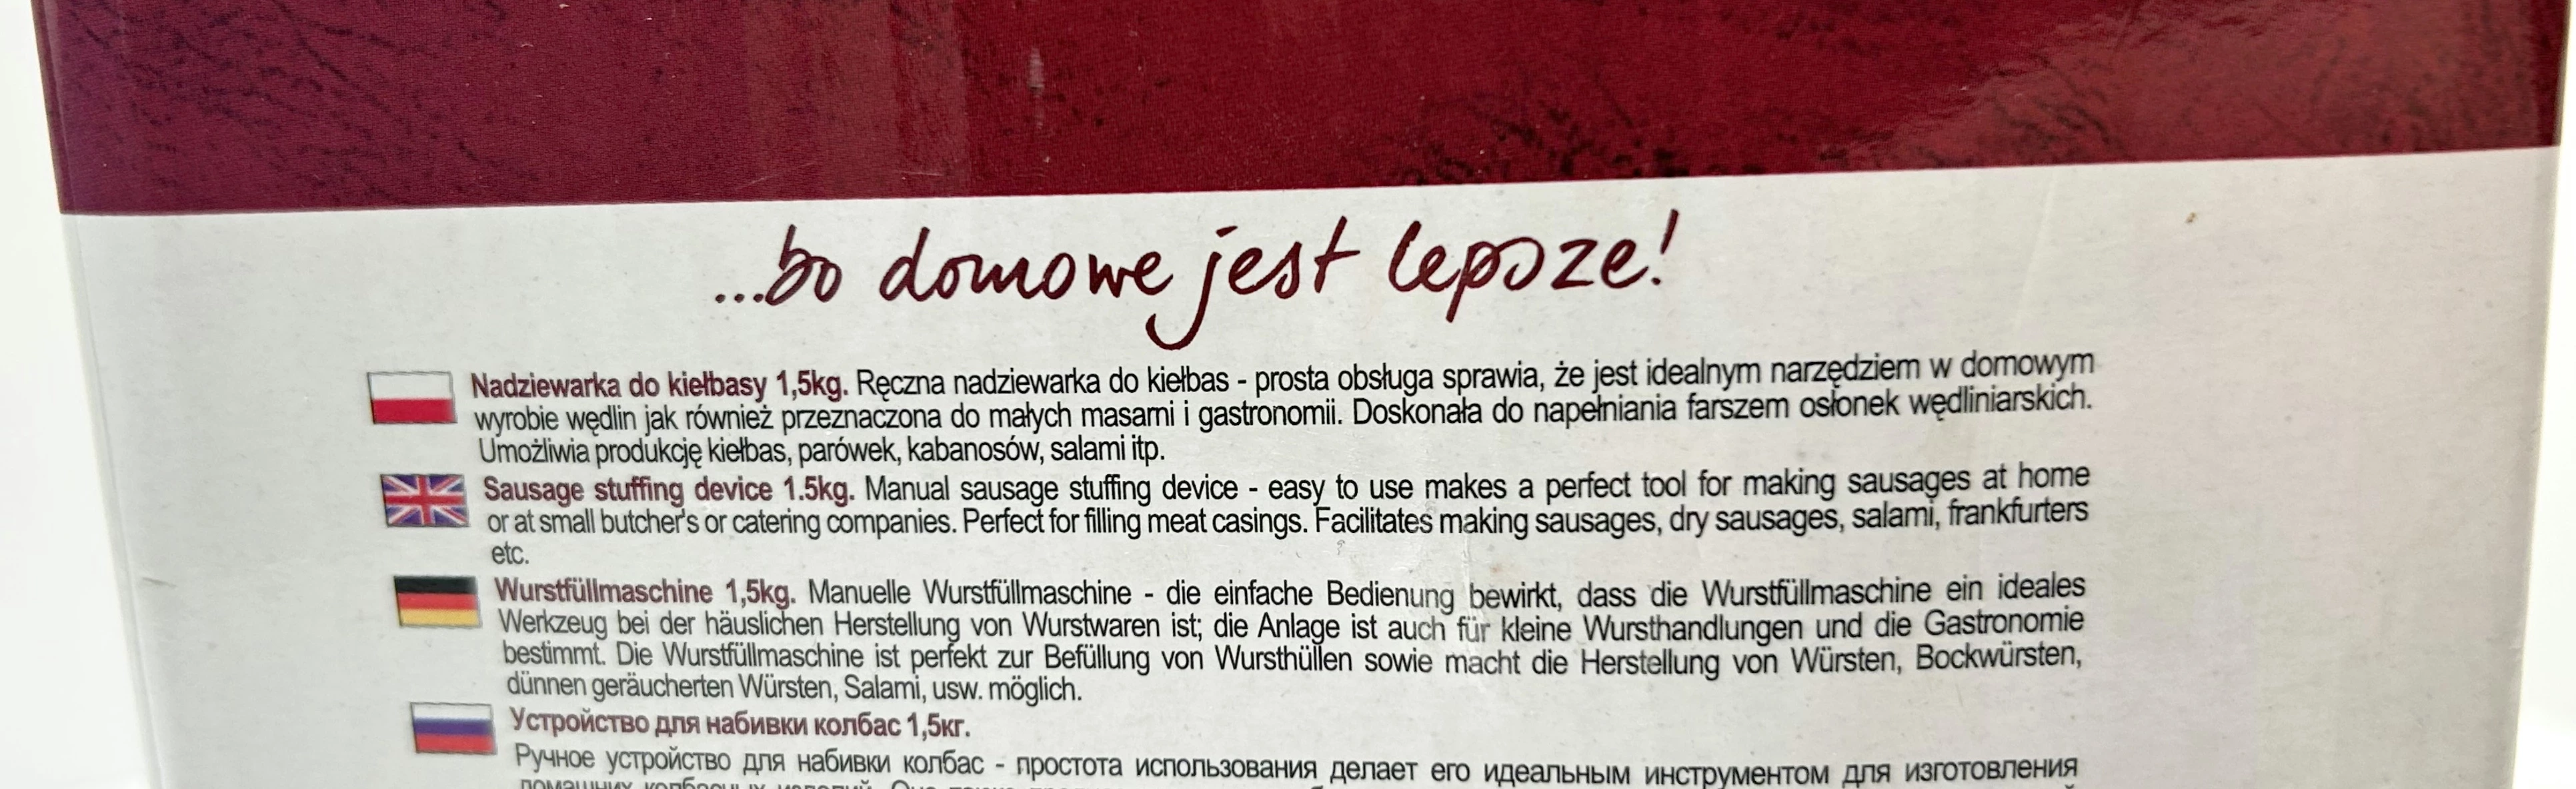 ...bo domowe jest lepsze!
Nadziewarka do kiełbasy 1,5kg. Ręczna nadziewarka do kiełbas - prosta obsługa sprawia, że jest idealnym narzędziem w domowym
wyrobie wędlin jak również przeznaczona do małych masarni i gastronomii. Doskonała do napełniania farszem osłonek wędliniarskich.
Umożliwia produkcję kiełbas, parówek, kabanosów, salami itp.
Sausage stuffing device 1.5kg. Manual sausage stuffing device - easy to use makes a perfect tool for making sausages at home
or at small butcher's or catering companies. Perfect for filling meat casings. Facilitates making sausages, dry sausages, salami, frankfurters
etc.
Wurstfüllmaschine 1,5kg. Manuelle Wurstfüllmaschine - die einfache Bedienung bewirkt, dass die Wurstfüllmaschine ein ideales
Werkzeug bei der häuslichen Herstellung von Wurstwaren ist; die Anlage ist auch für kleine Wursthandlungen und die Gastronomie
bestimmt. Die Wurstfüllmaschine ist perfekt zur Befüllung von Wursthüllen sowie macht die Herstellung von Würsten, Bockwürsten,
dünnen geräucherten Würsten, Salami, usw. möglich.
Устройство для набивки колбас 1,5кг.
Ручное устройство для набивки колбас - простота использования делает его идеальным инструментом для изготовления
домашних колбасных изделий.